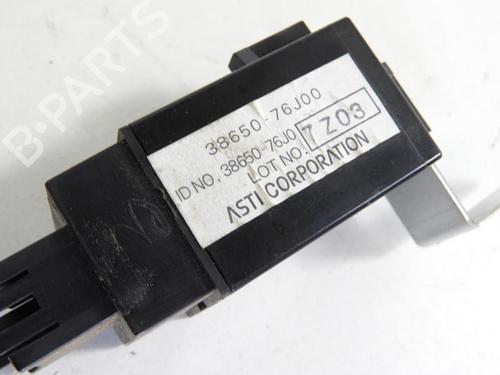 38650-76J00
ID NO. 38650-76J0
LOT NO. 7Z03
ASTI CORPORATION
B-PARTS